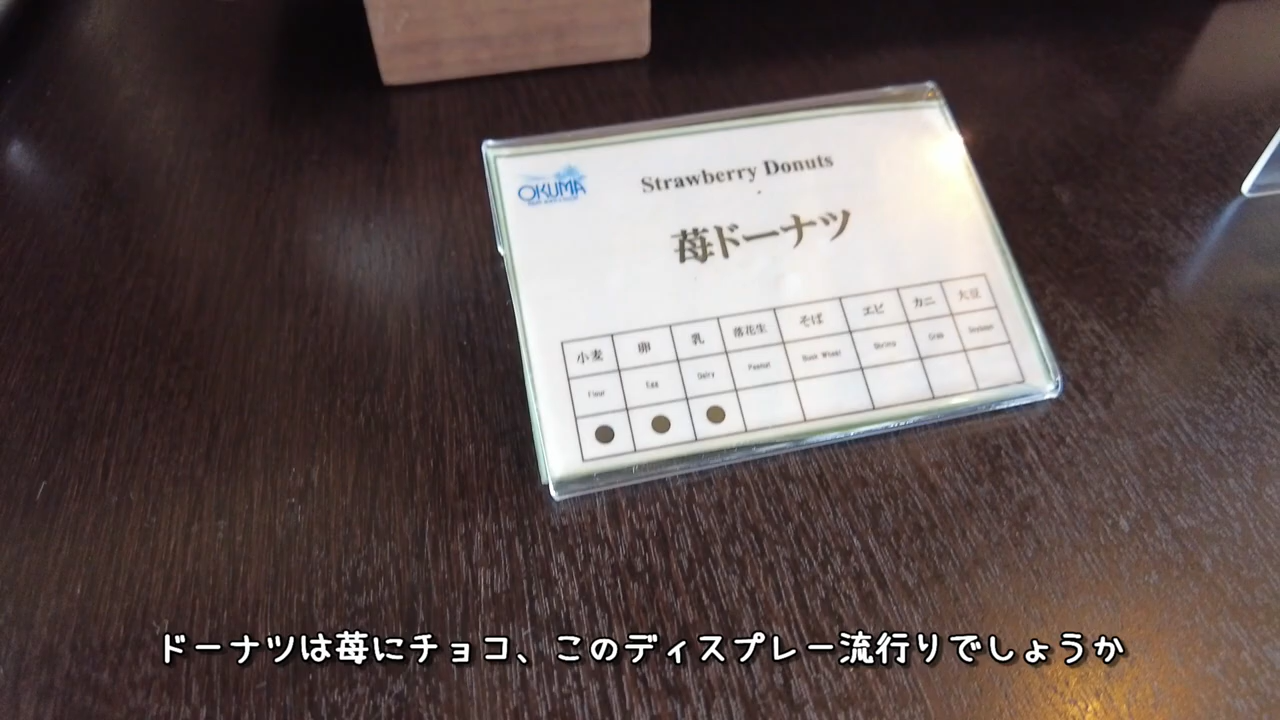 OKUMA
Strawberry Donuts
苺ドーナツ
小麦 卵 乳 落花生 そば エビ カニ 大豆
Flour Egg Dairy Peanut Buck Wheat Shrimp Crab
ドーナツは苺にチョコ、このディスプレー流行りでしょうか